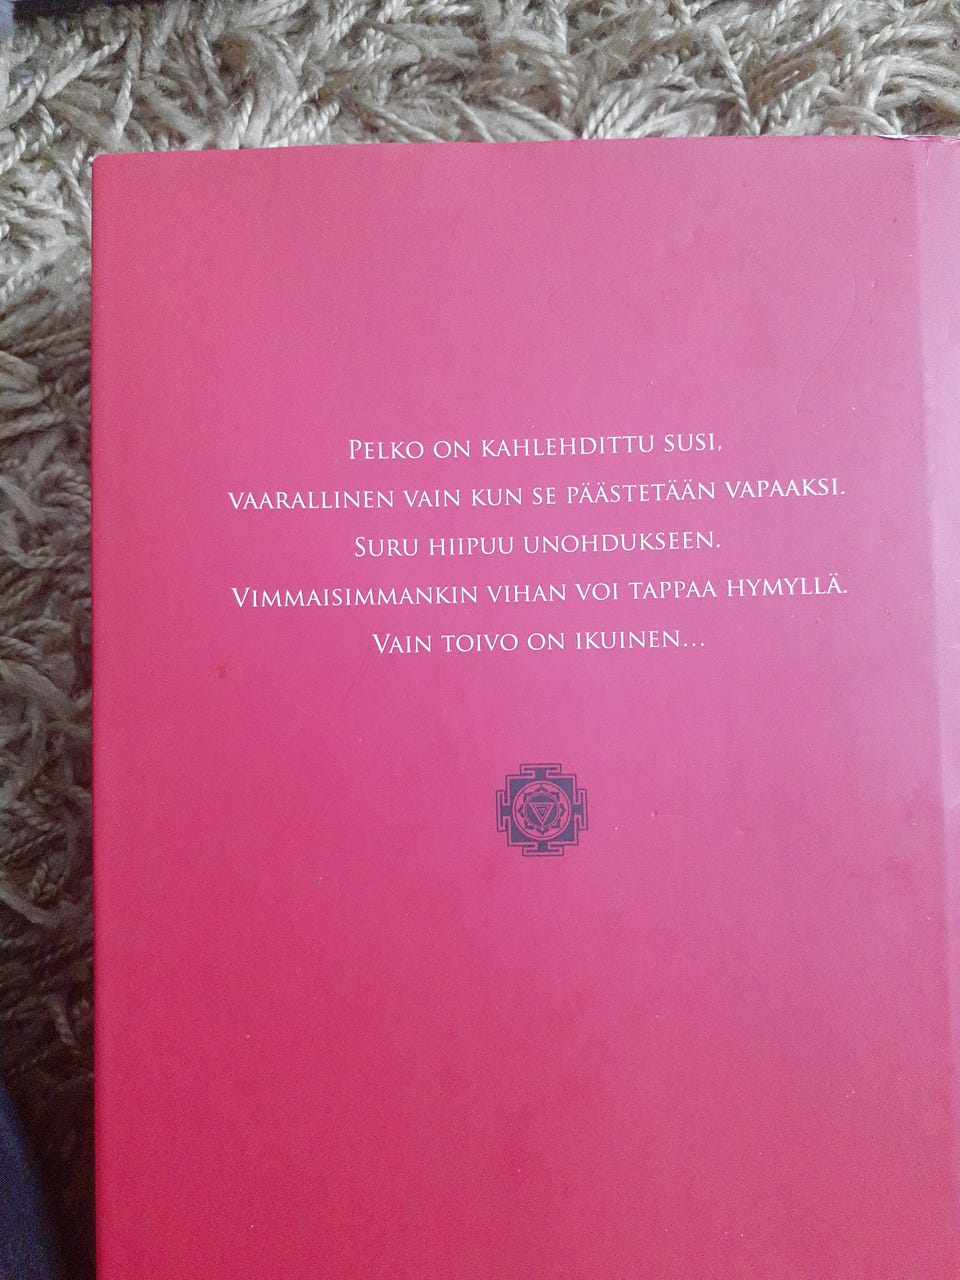 Pelko on kahlehdittu susi,
vaarallinen vain kun se päästetään vapaaksi.
Suru hiipuu unohdukseen.
Vimmaisimmankin vihan voi tappaa hymyllä.
Vain toivo on ikuinen...